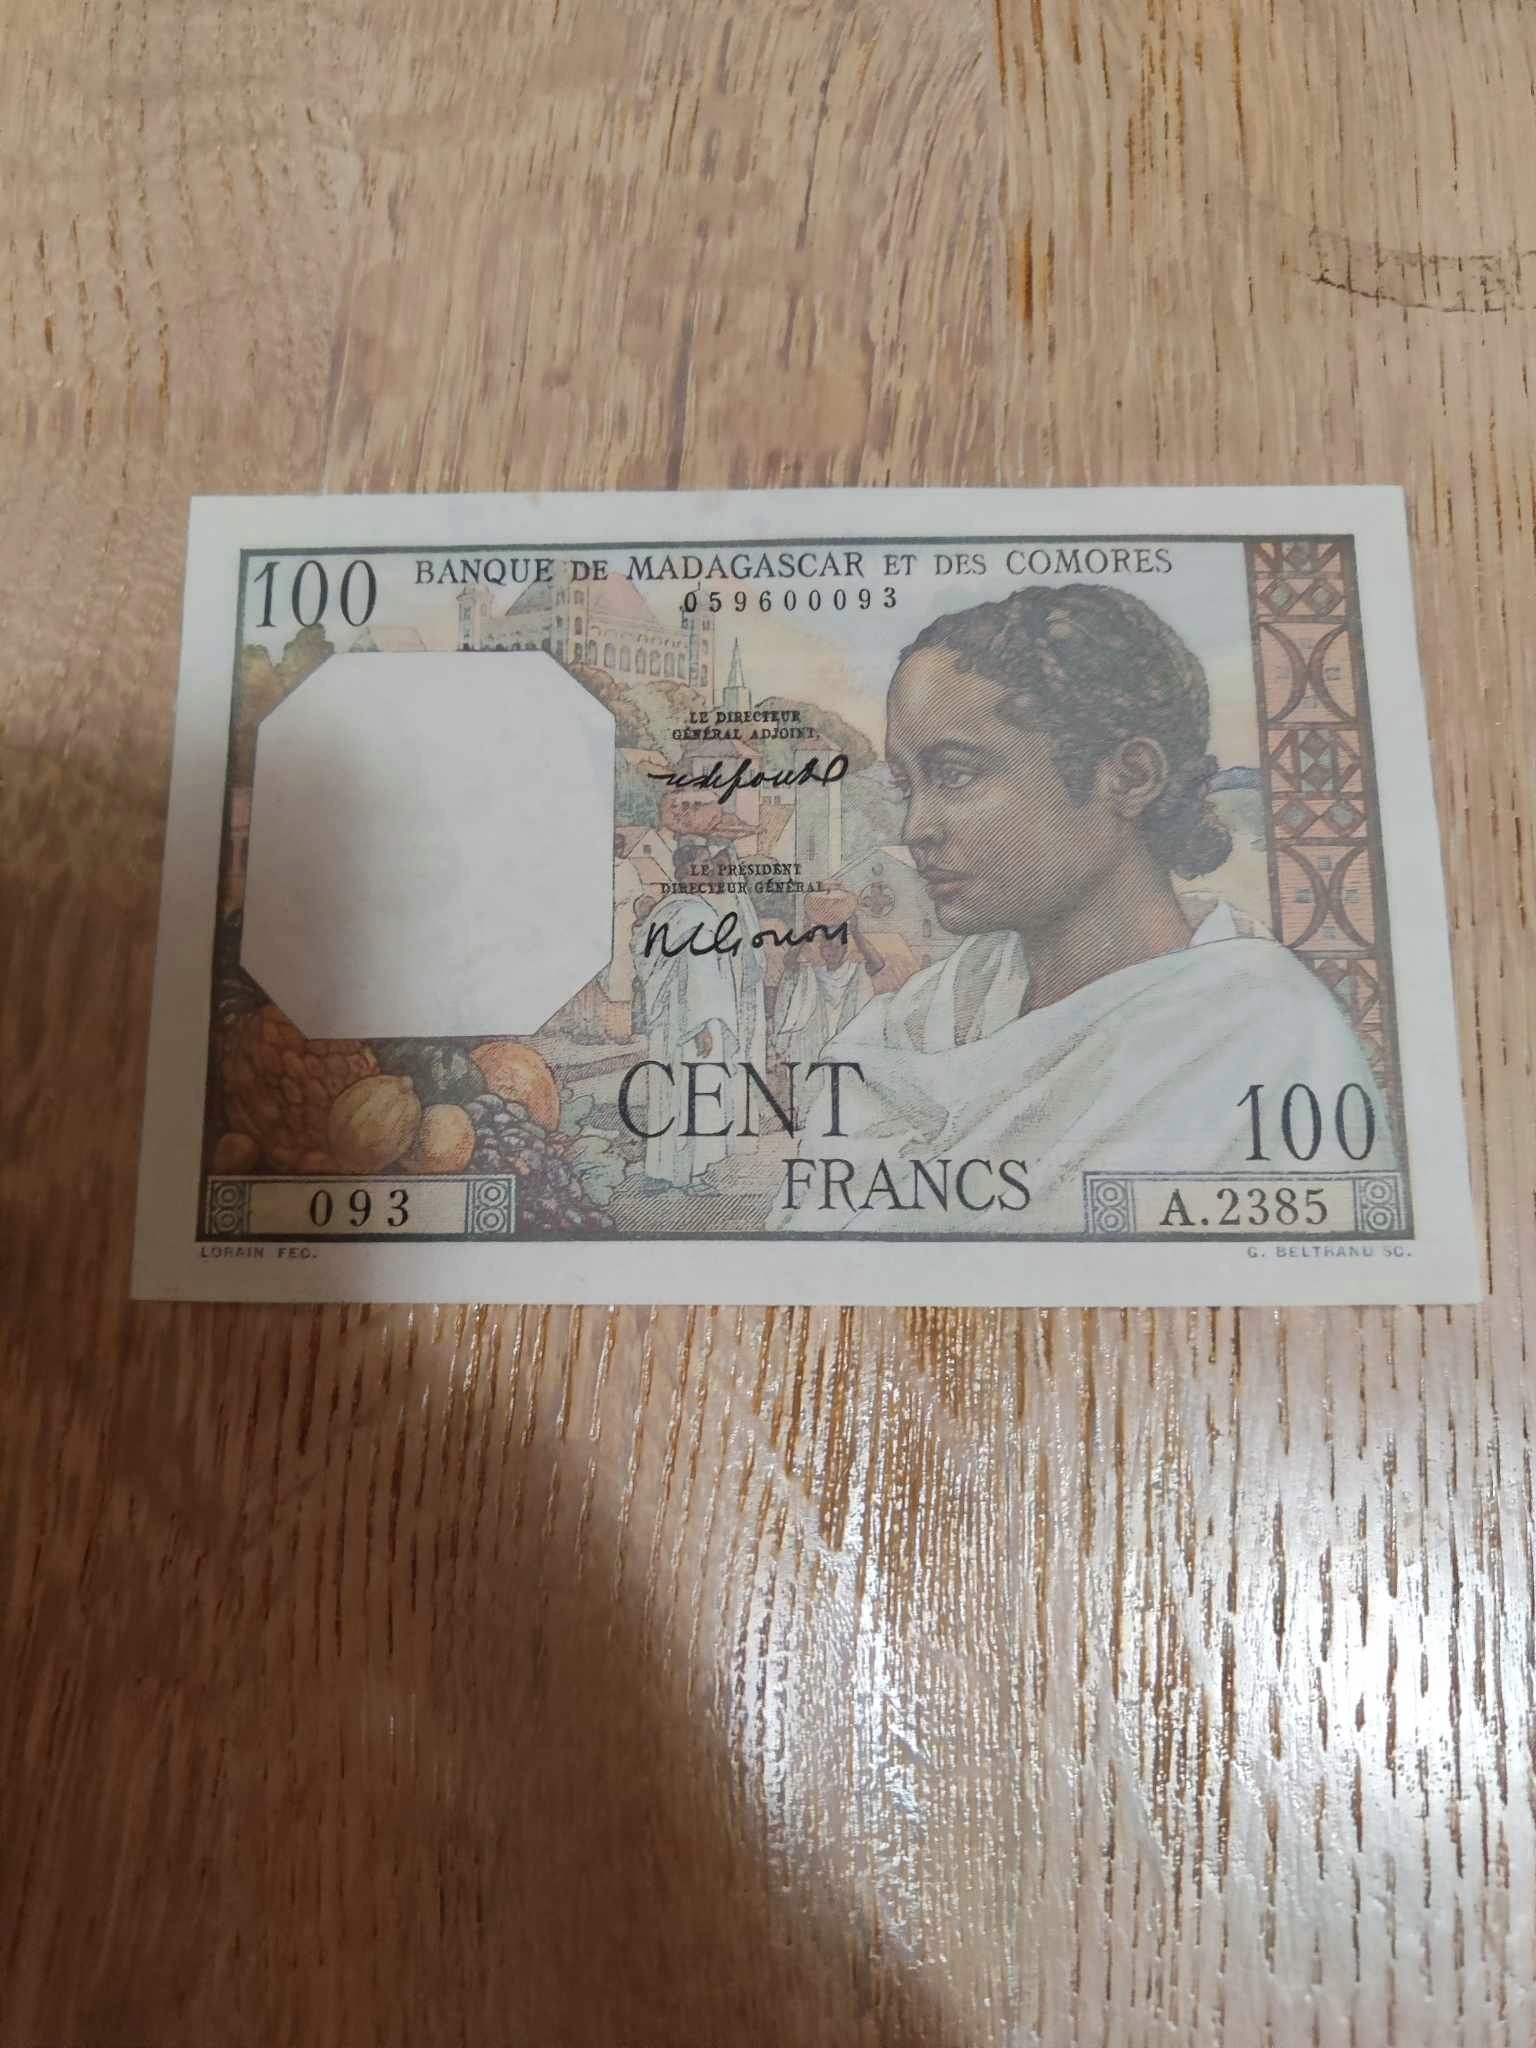 100
BANQUE DE MADAGASCAR ET DES COMORES
059600093
LE DIRECTEUR
GÉNÉRAL ADJOINT,
LE PRÉSIDENT
DIRECTEUR GÉNÉRAL,
CENT
FRANCS
100
093
A.2385
LORAIN FEC.
G. BELTRAND SC.